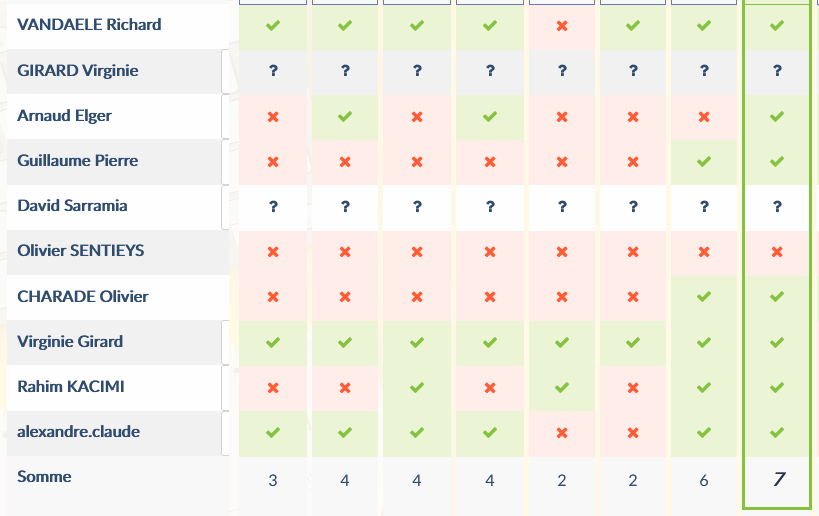 VANDAELE Richard
GIRARD Virginie ? ? ? ? ? ? ? ?
Arnaud Elger
Guillaume Pierre
David Sarramia ? ? ? ? ? ? ? ?
Olivier SENTIEYS
CHARADE Olivier
Virginie Girard
Rahim KACIMI
alexandre.claude
Somme 3 4 4 4 2 2 6 7